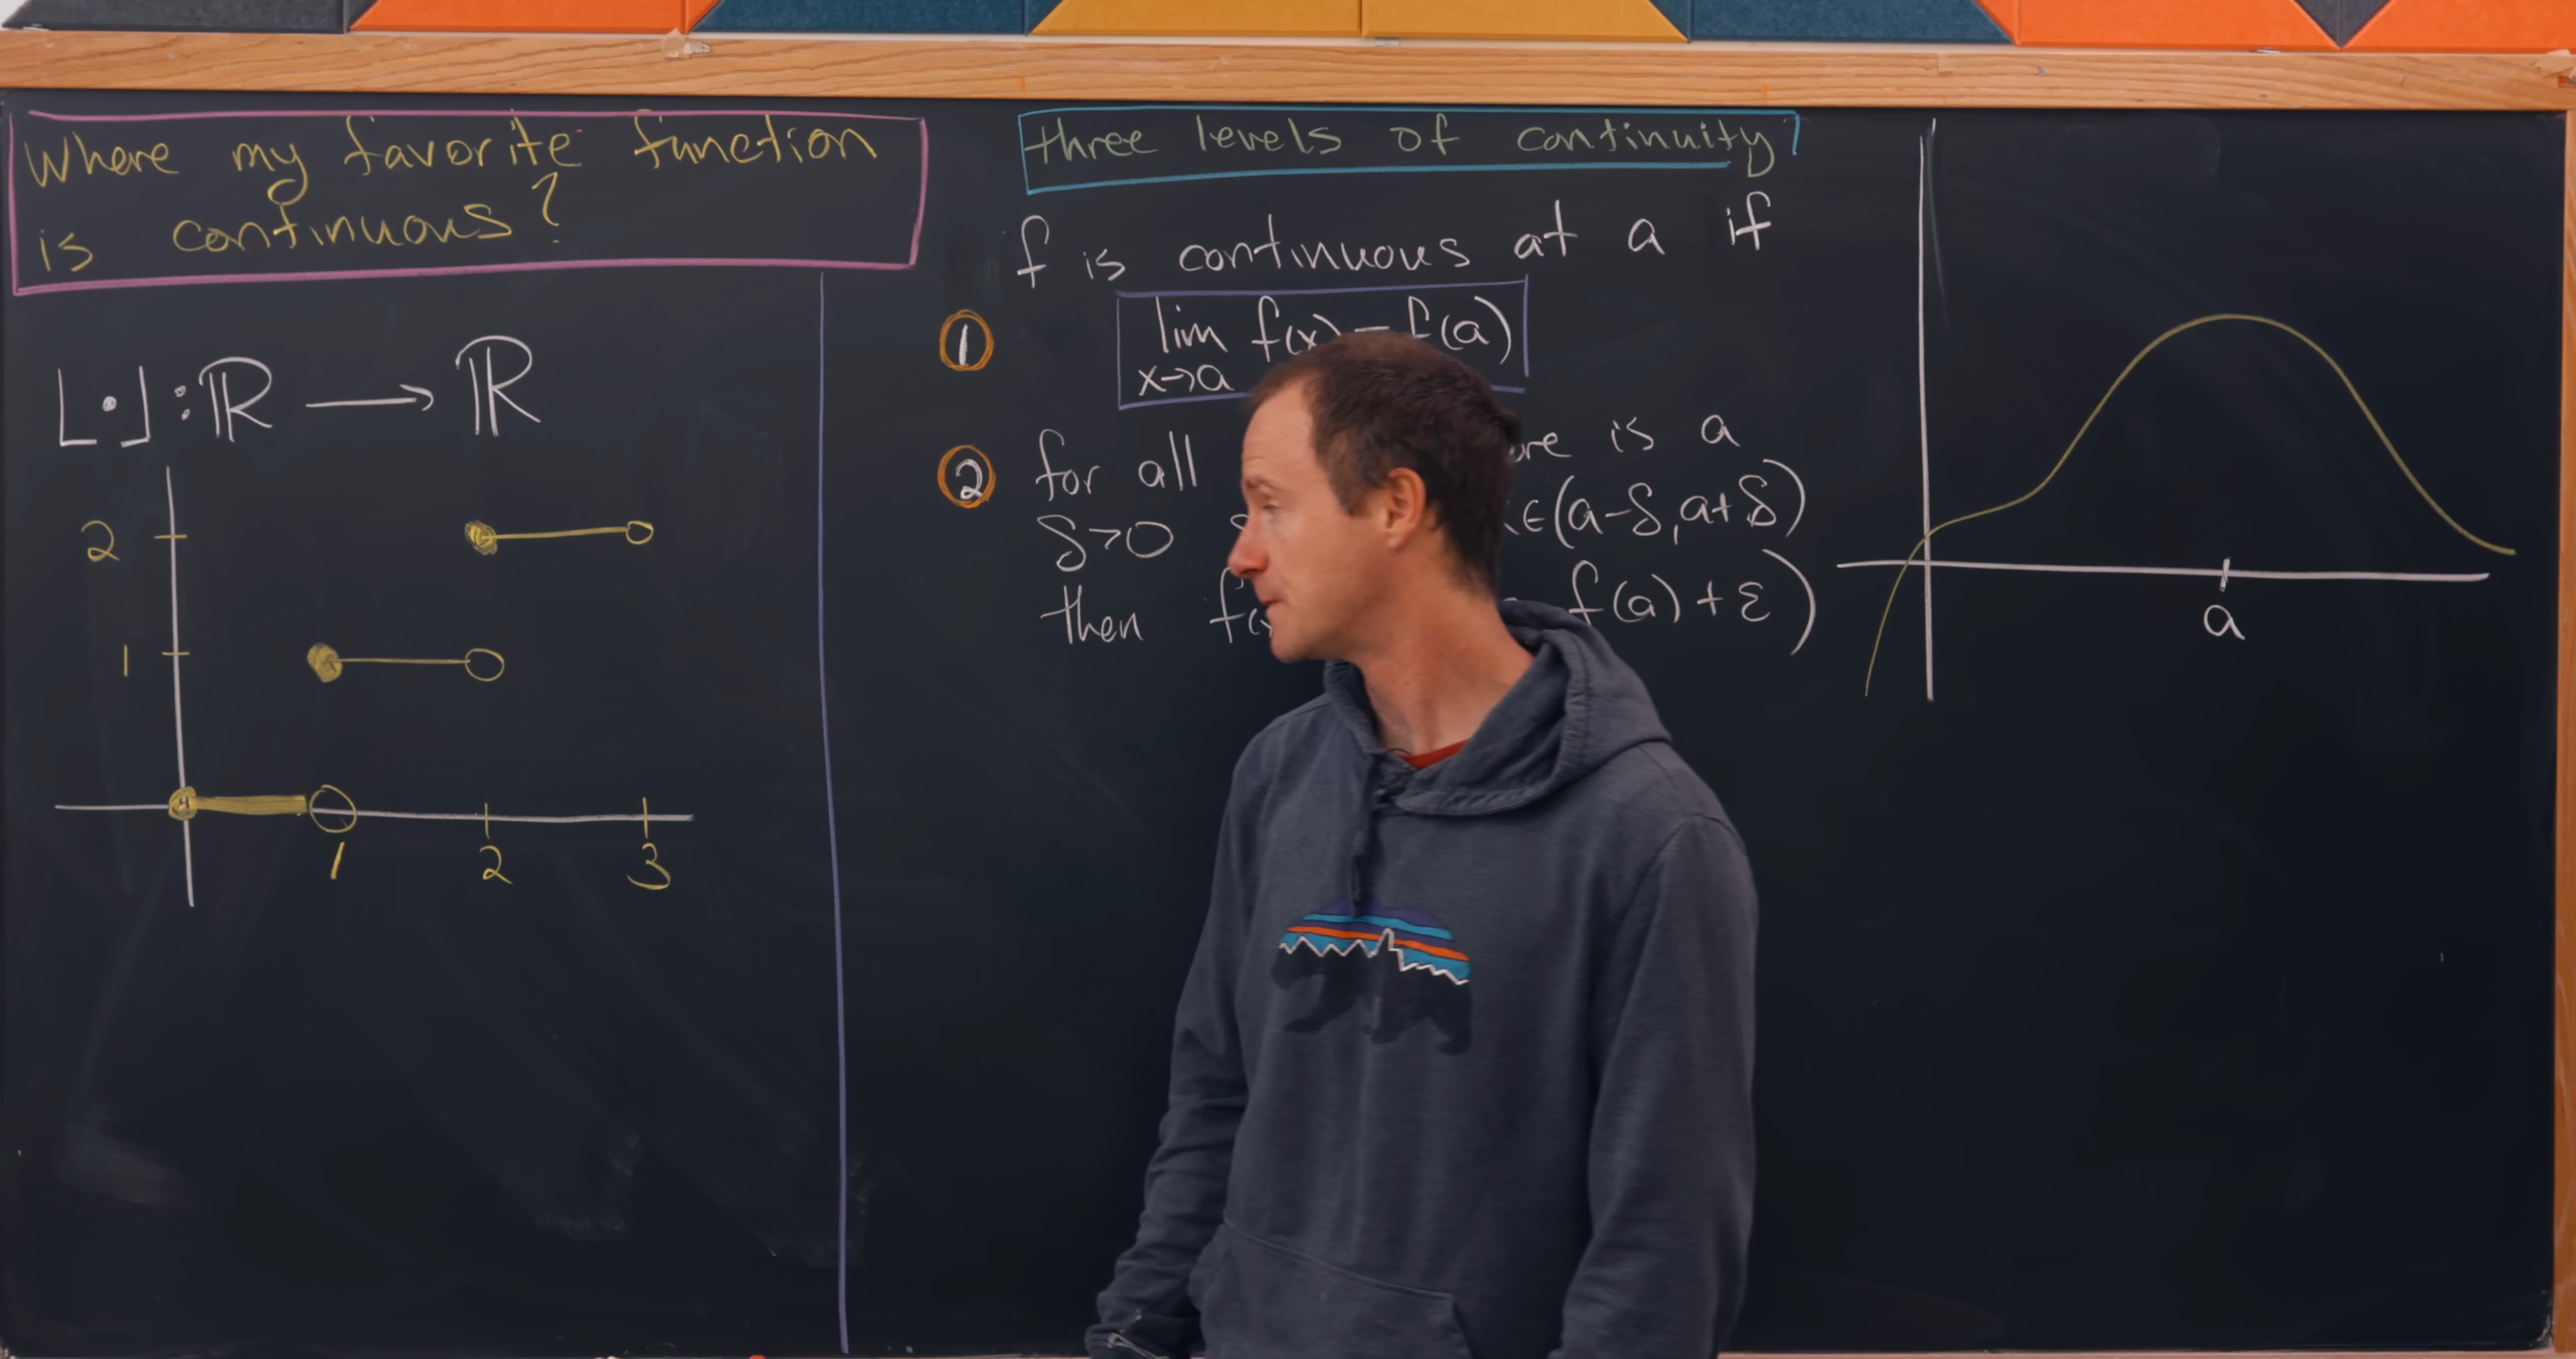 Where my favorite function
is continuous?
⌊•⌋:ℝ ⟶ ℝ
2
1
1 2 3
three levels of continuity?
f is continuous at a if
① lim f(x) = f(a)
x→a
② for all is a
δ>0 ∈(a-δ,a+δ)
then f(a)+ε)
a